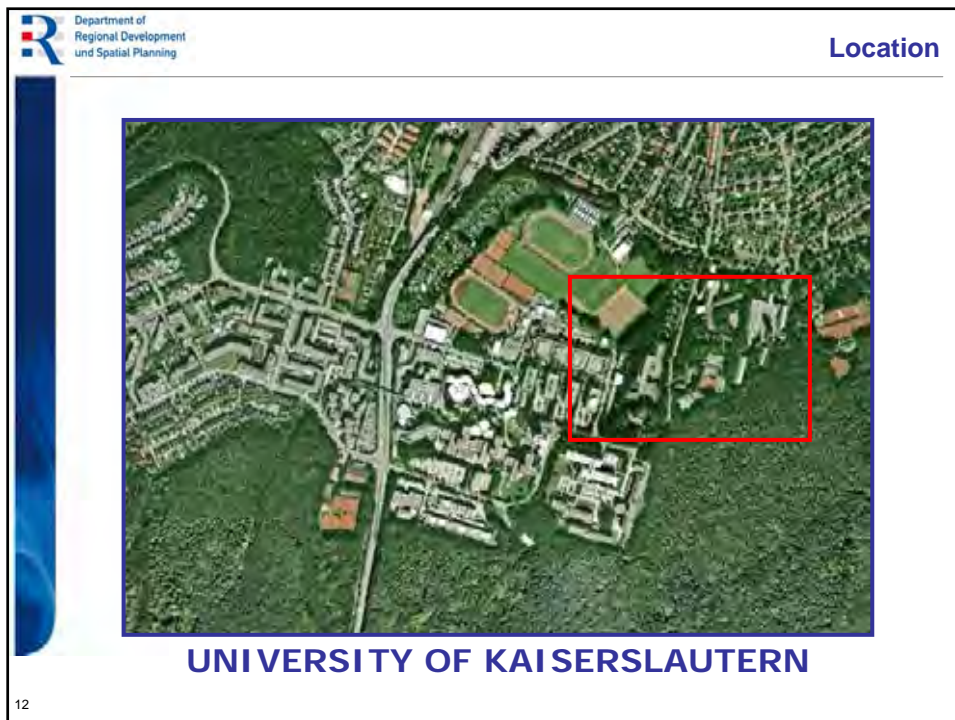 Department of
Regional Development
und Spatial Planning
Location
UNIVERSITY OF KAISERSLAUTERN
12